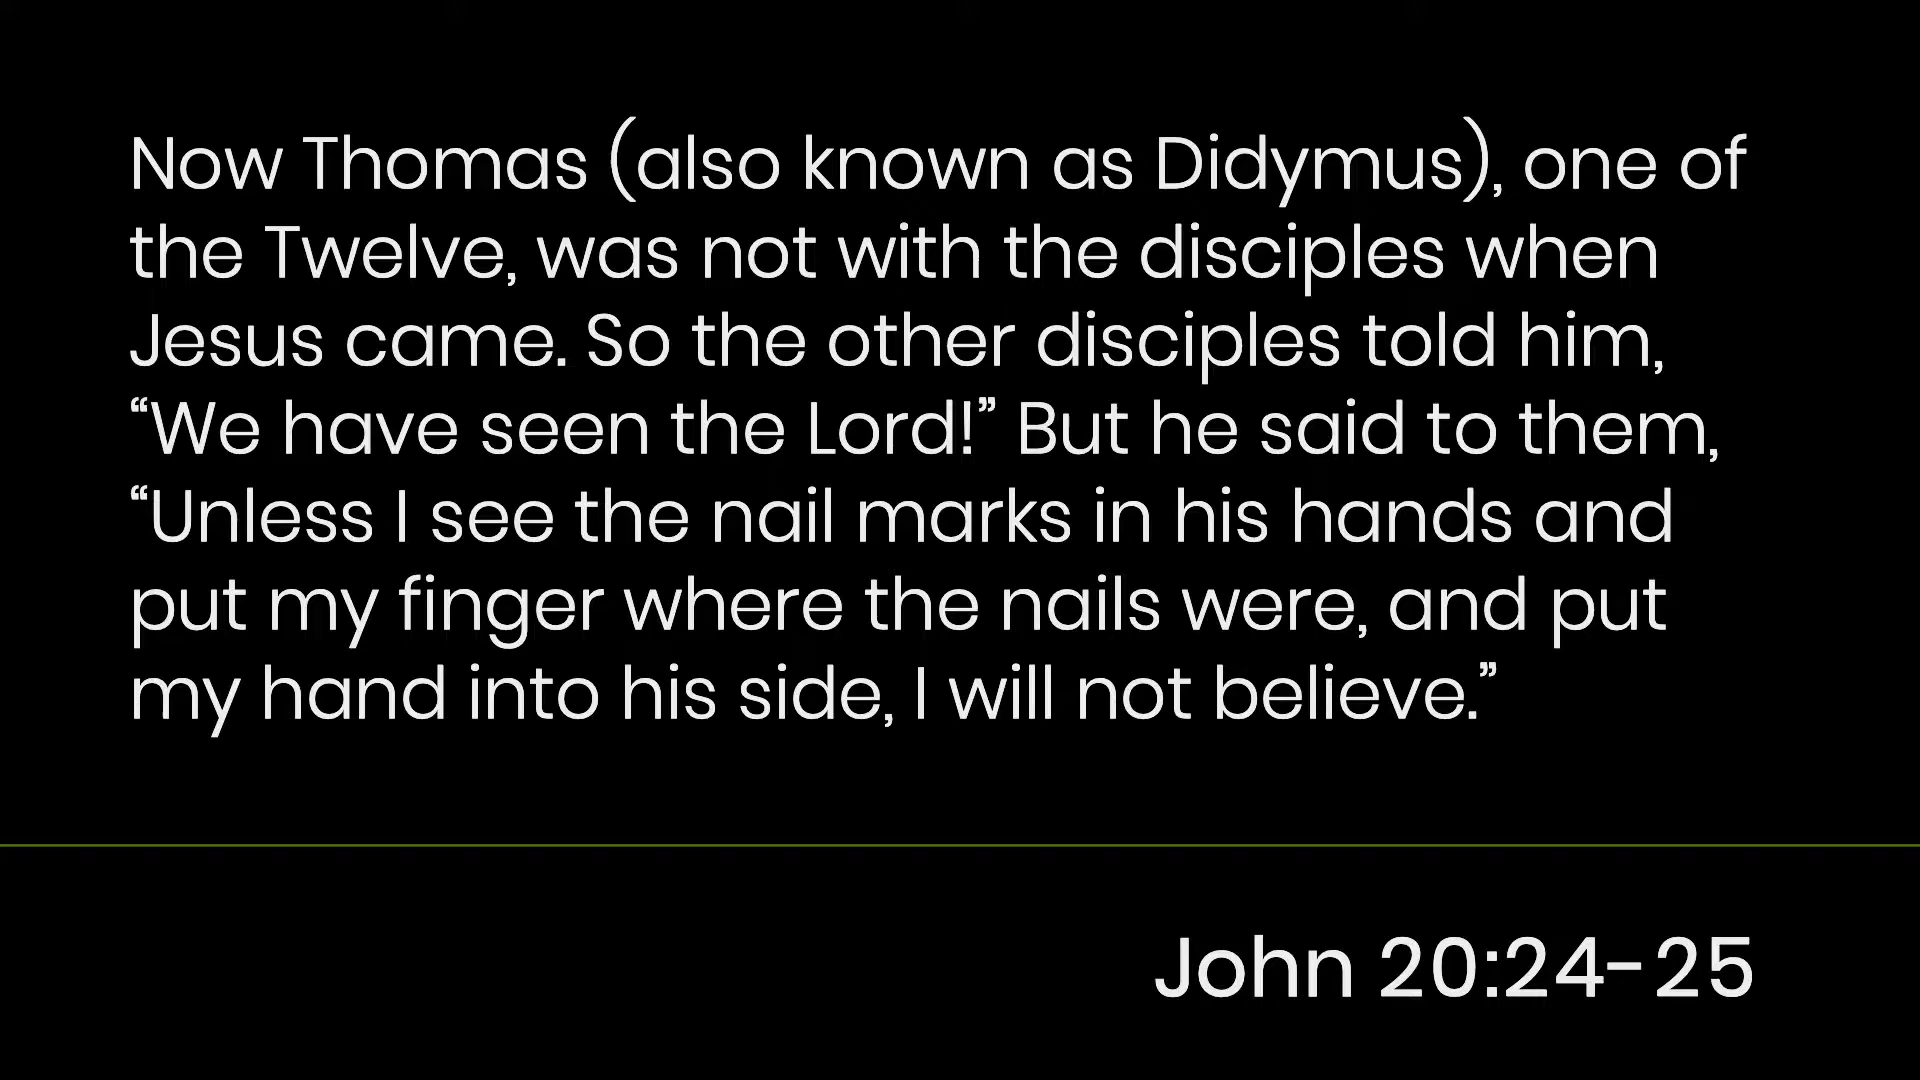 Now Thomas (also known as Didymus), one of
the Twelve, was not with the disciples when
Jesus came. So the other disciples told him,
“We have seen the Lord!” But he said to them,
“Unless I see the nail marks in his hands and
put my finger where the nails were, and put
my hand into his side, I will not believe.”
John 20:24-25